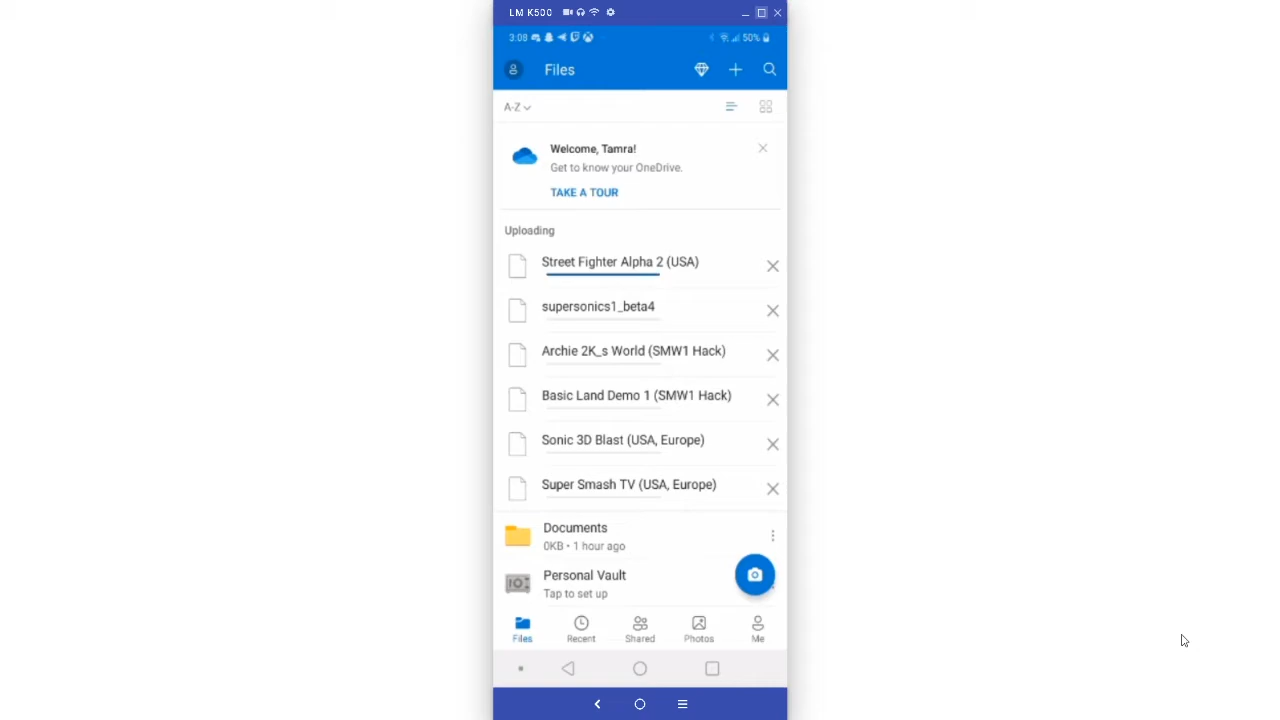 LM K500
3:08
50%
Files
A-Z
Welcome, Tamra!
Get to know your OneDrive.
TAKE A TOUR
Uploading
Street Fighter Alpha 2 (USA)
supersonics1_beta4
Archie 2K_s World (SMW1 Hack)
Basic Land Demo 1 (SMW1 Hack)
Sonic 3D Blast (USA, Europe)
Super Smash TV (USA, Europe)
Documents
0KB • 1 hour ago
Personal Vault
Tap to set up
Files Recent Shared Photos Me